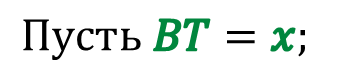 Пусть BT = x;